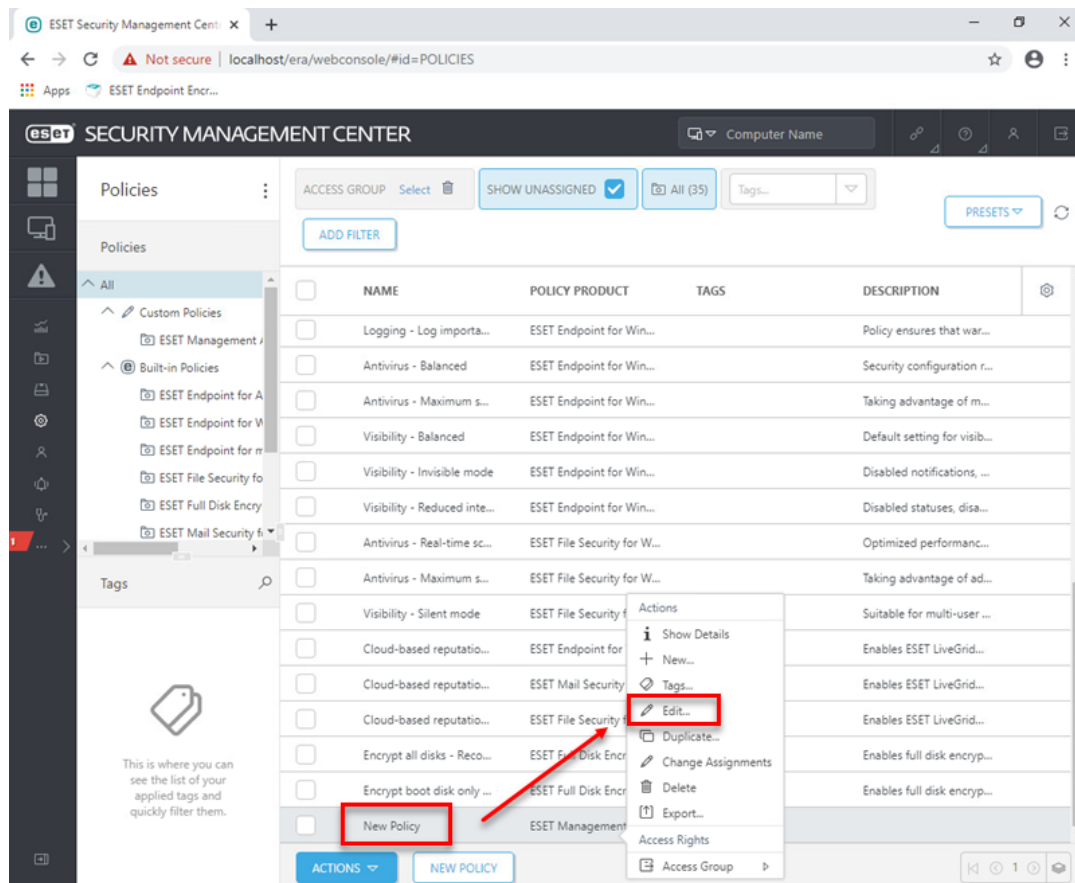 ESET Security Management Cent
Not secure | localhost/era/webconsole/#id=POLICIES
Apps ESET Endpoint Encr...
eset SECURITY MANAGEMENT CENTER Computer Name
Policies
ACCESS GROUP Select SHOW UNASSIGNED All (35) Tags...
PRESETS
ADD FILTER
Policies
All
Custom Policies
ESET Management
Built-in Policies
ESET Endpoint for A
ESET Endpoint for W
ESET Endpoint for m
ESET File Security fo
ESET Full Disk Encry
ESET Mail Security f
Tags
This is where you can
see the list of your
applied tags and
quickly filter them.
NAME POLICY PRODUCT TAGS DESCRIPTION
Logging - Log importa... ESET Endpoint for Win... Policy ensures that war...
Antivirus - Balanced ESET Endpoint for Win... Security configuration r...
Antivirus - Maximum s... ESET Endpoint for Win... Taking advantage of m...
Visibility - Balanced ESET Endpoint for Win... Default setting for visib...
Visibility - Invisible mode ESET Endpoint for Win... Disabled notifications, ...
Visibility - Reduced inte... ESET Endpoint for Win... Disabled statuses, disa...
Antivirus - Real-time sc... ESET File Security for W... Optimized performanc...
Antivirus - Maximum s... ESET File Security for W... Taking advantage of ad...
Visibility - Silent mode ESET File Security f Suitable for multi-user ...
Cloud-based reputatio... ESET Endpoint for Enables ESET LiveGrid...
Cloud-based reputatio... ESET Mail Security Enables ESET LiveGrid...
Cloud-based reputatio... ESET File Security f Enables ESET LiveGrid...
Encrypt all disks - Reco... ESET Full Disk Encr Enables full disk encryp...
Encrypt boot disk only ... ESET Full Disk Encr Enables full disk encryp...
New Policy ESET Management
Actions
Show Details
New...
Tags...
Edit...
Duplicate...
Change Assignments
Delete
Export...
Access Rights
Access Group
ACTIONS NEW POLICY 1